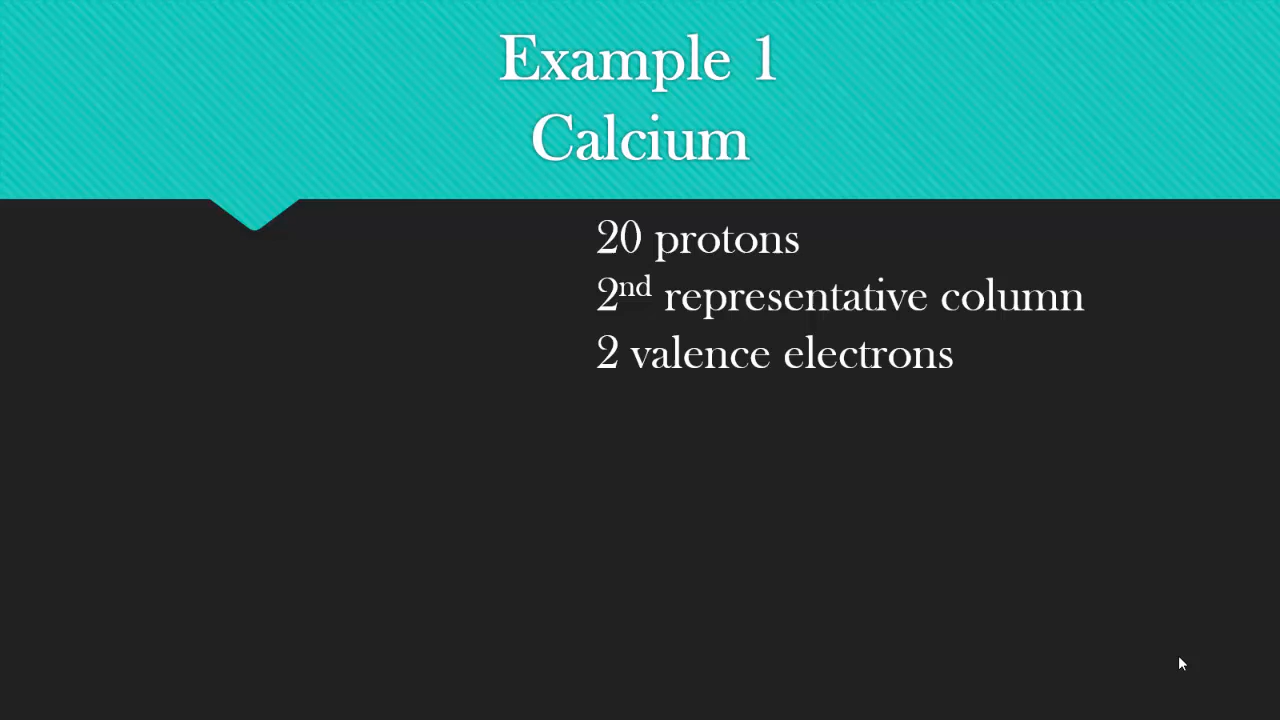 Example 1
Calcium
20 protons
2nd representative column
2 valence electrons